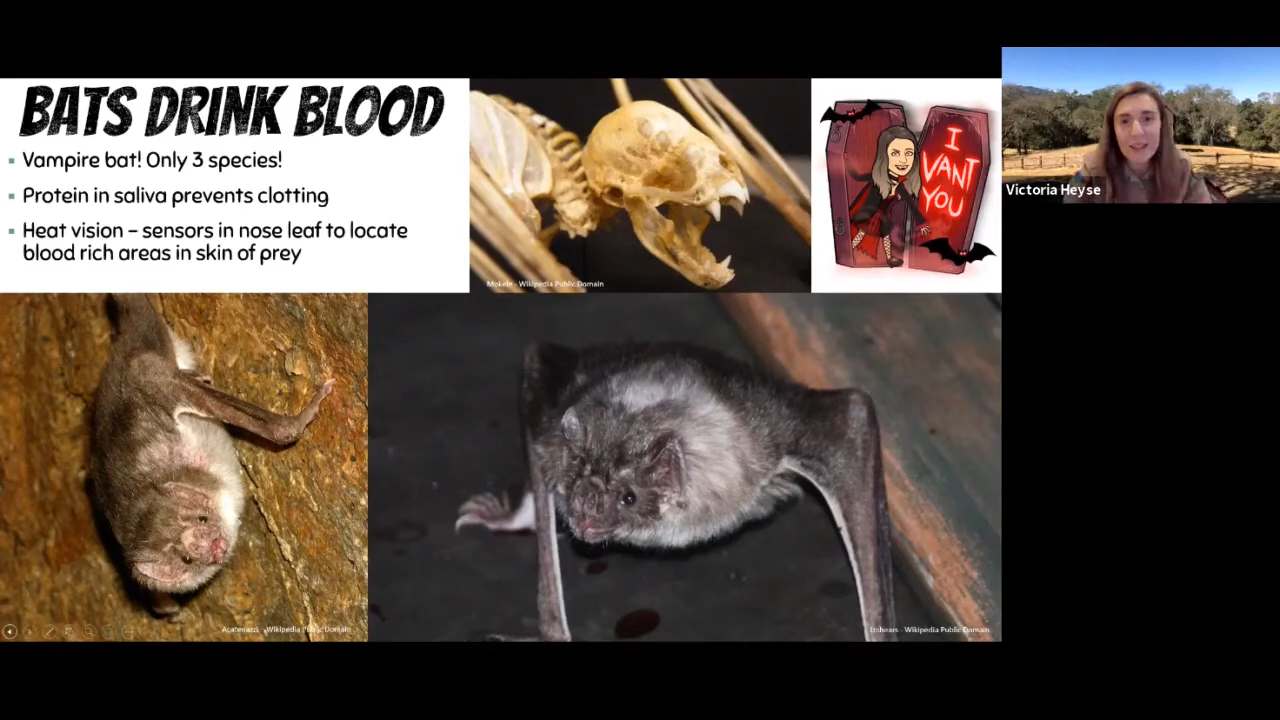 BATS DRINK BLOOD
Vampire bat! Only 3 species!
Protein in saliva prevents clotting
Heat vision – sensors in nose leaf to locate
blood rich areas in skin of prey
Mokele - Wikipedia Public Domain
I
VANT
YOU
Victoria Heyse
Acatenazzi - Wikipedia Public Domain
Ltshears - Wikipedia Public Domain